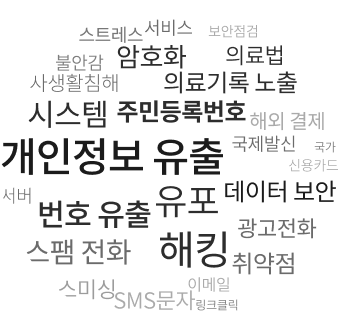 스트레스 서비스 보안점검
불안감 암호화 의료법
사생활침해 의료기록 노출
시스템 주민등록번호 해외 결제
개인정보 유출 국제발신 국가
신용카드
서버 유포 데이터 보안
번호 유출 광고전화
스팸 전화 해킹 취약점
스미싱 이메일
SMS문자 링크클릭